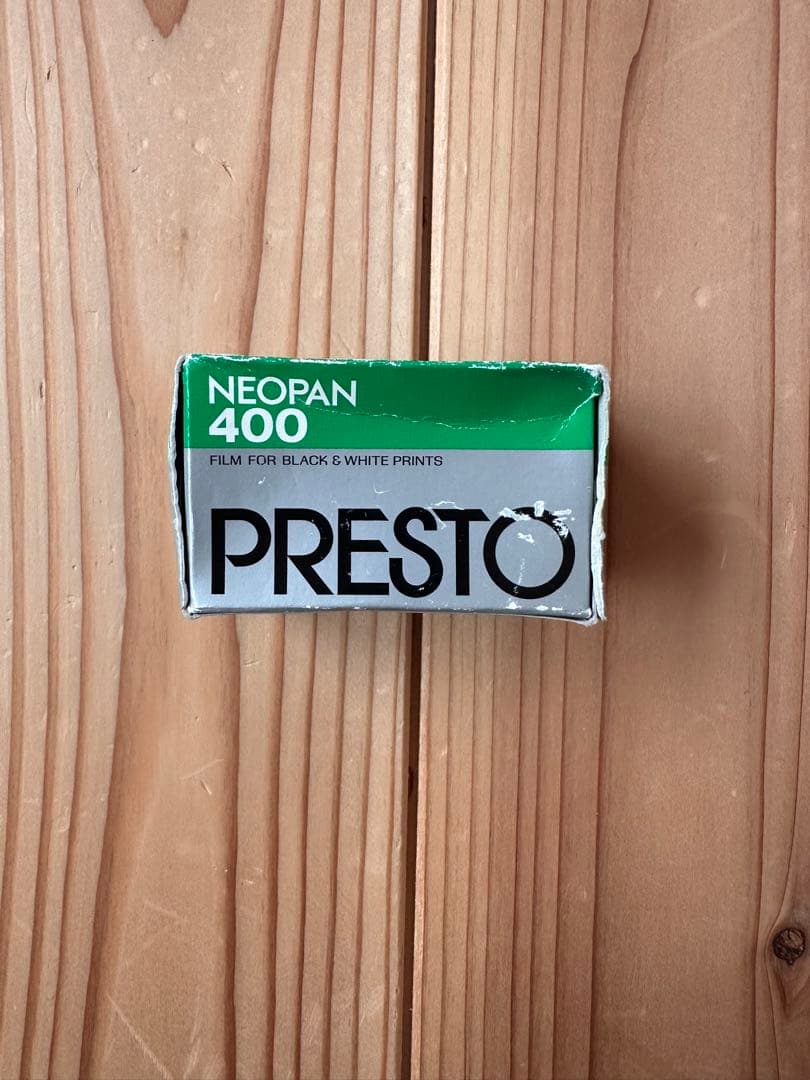 NEOPAN
400
FILM FOR BLACK & WHITE PRINTS
PRESTO